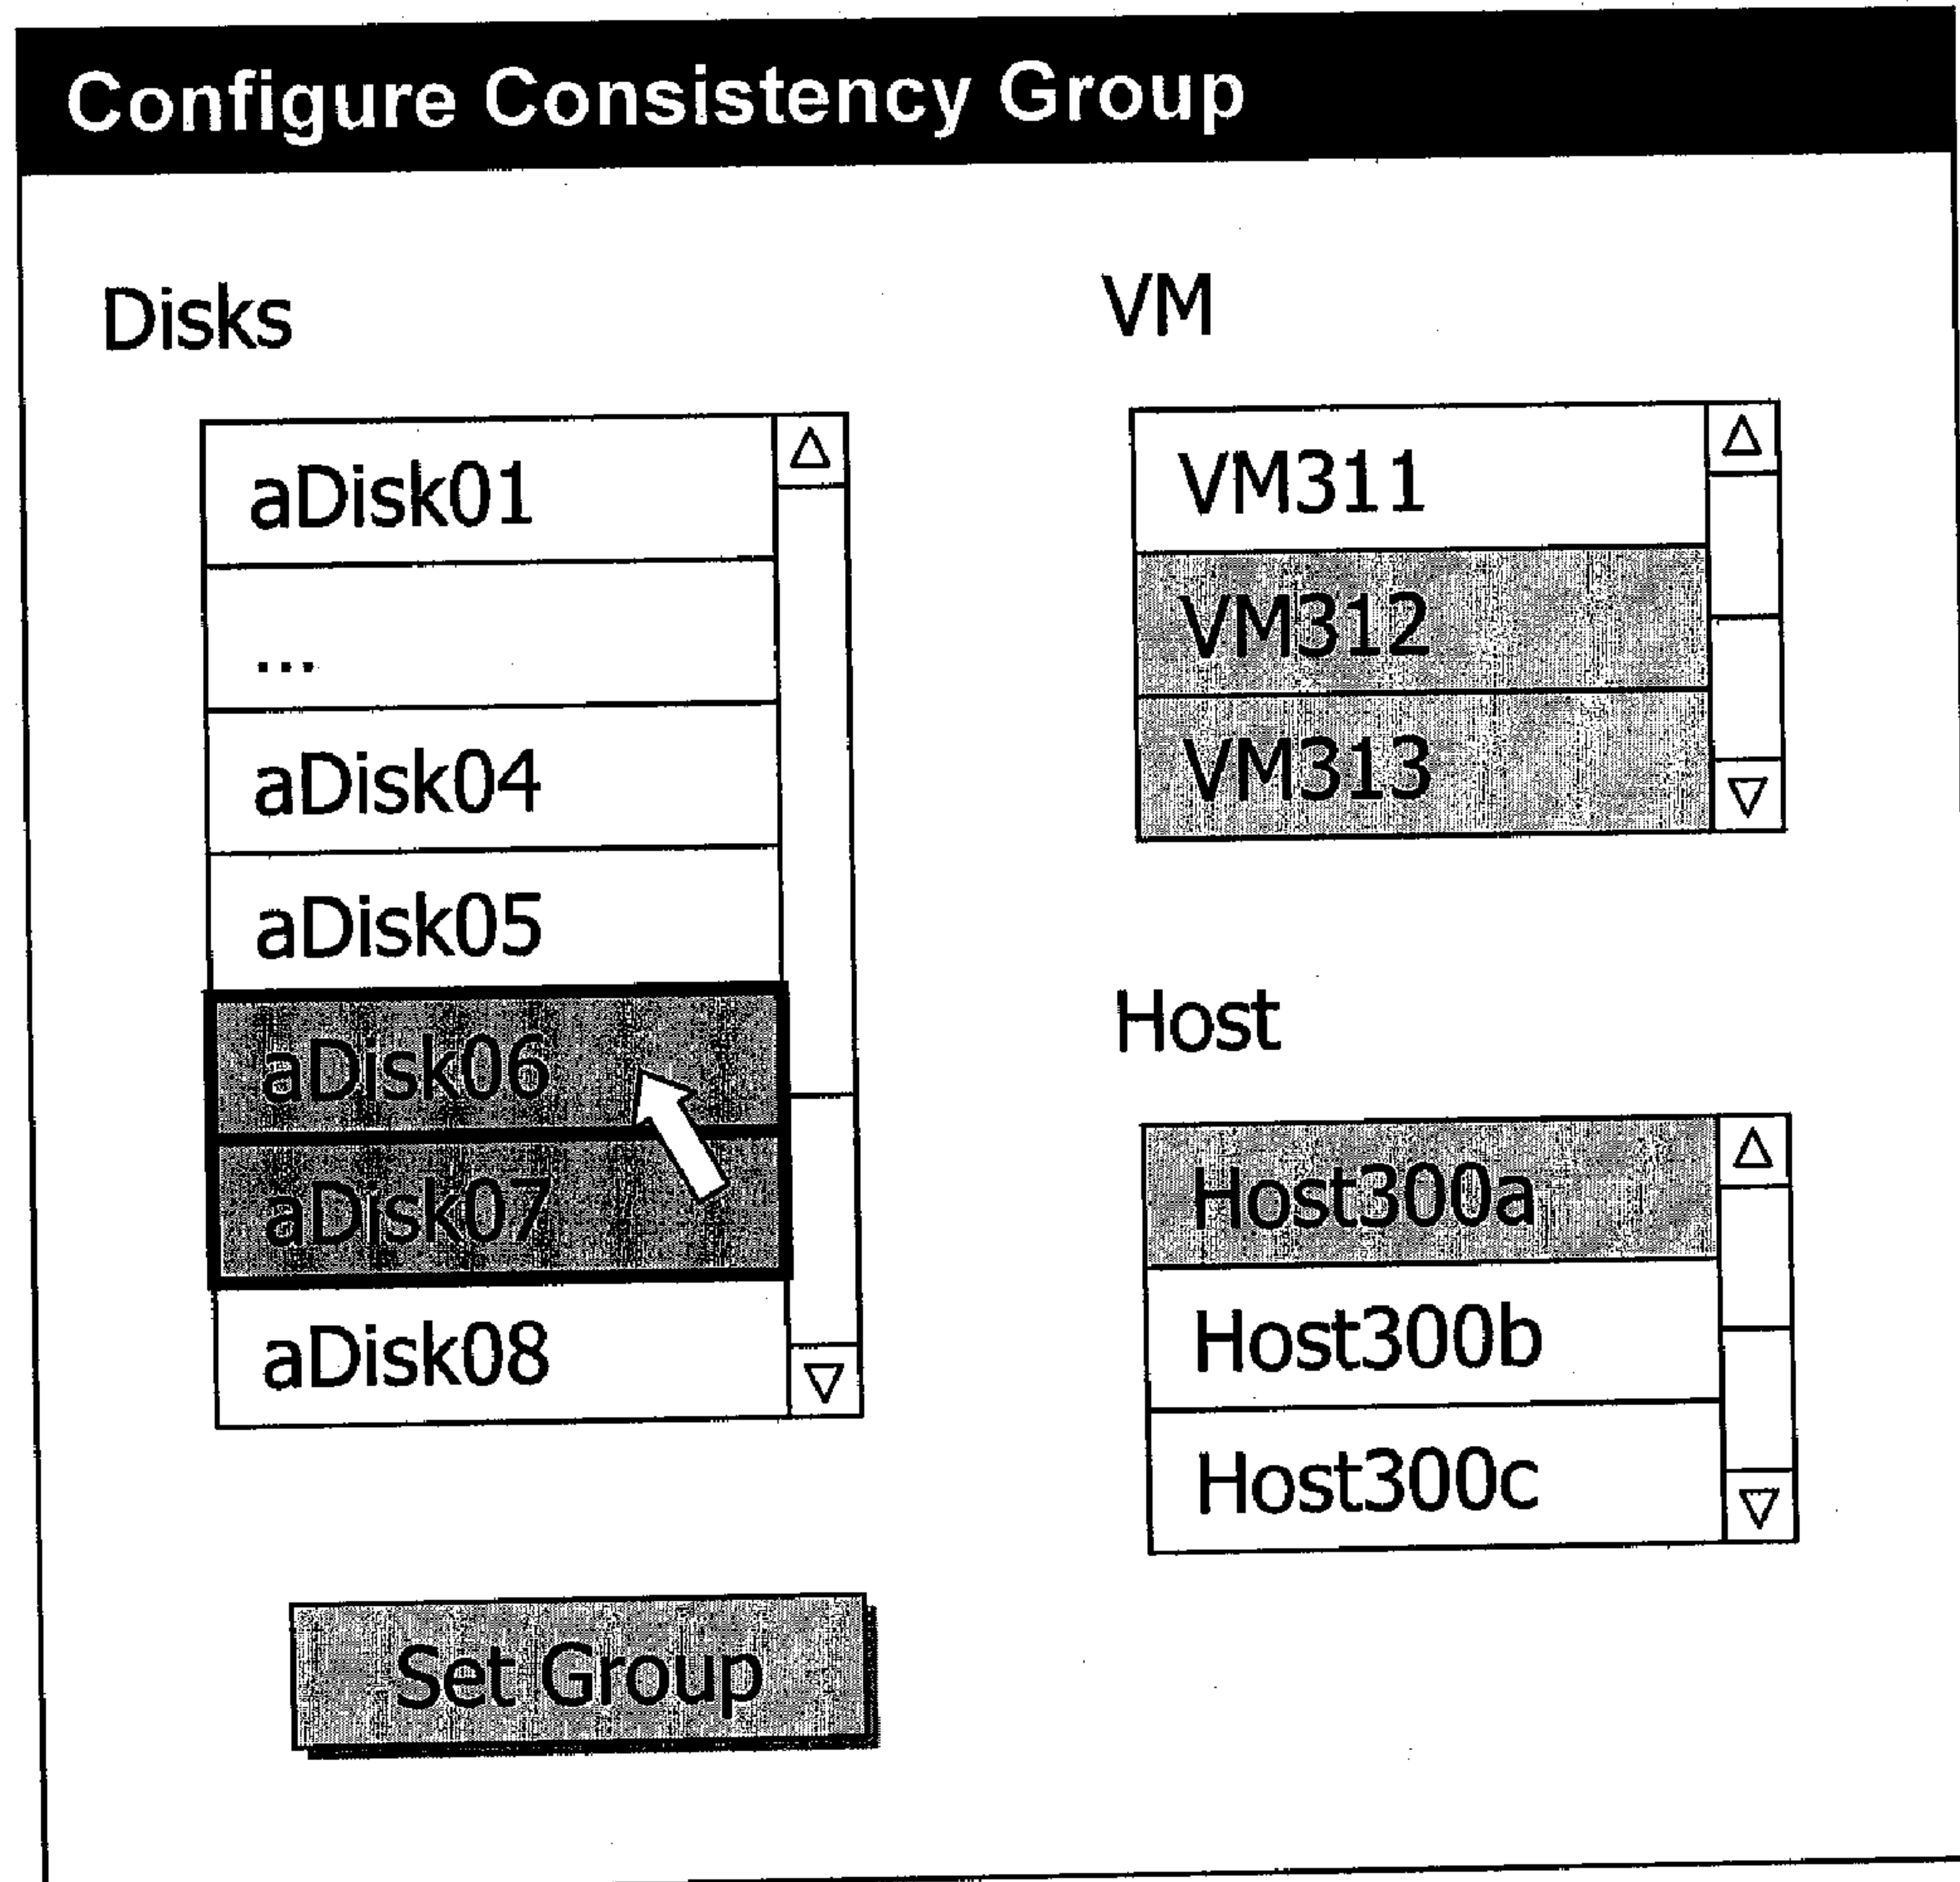 Configure Consistency Group
Disks
aDisk01
...
aDisk04
aDisk05
aDisk06
aDisk07
aDisk08
Set Group
VM
VM311
VM312
VM313
Host
Host300a
Host300b
Host300c